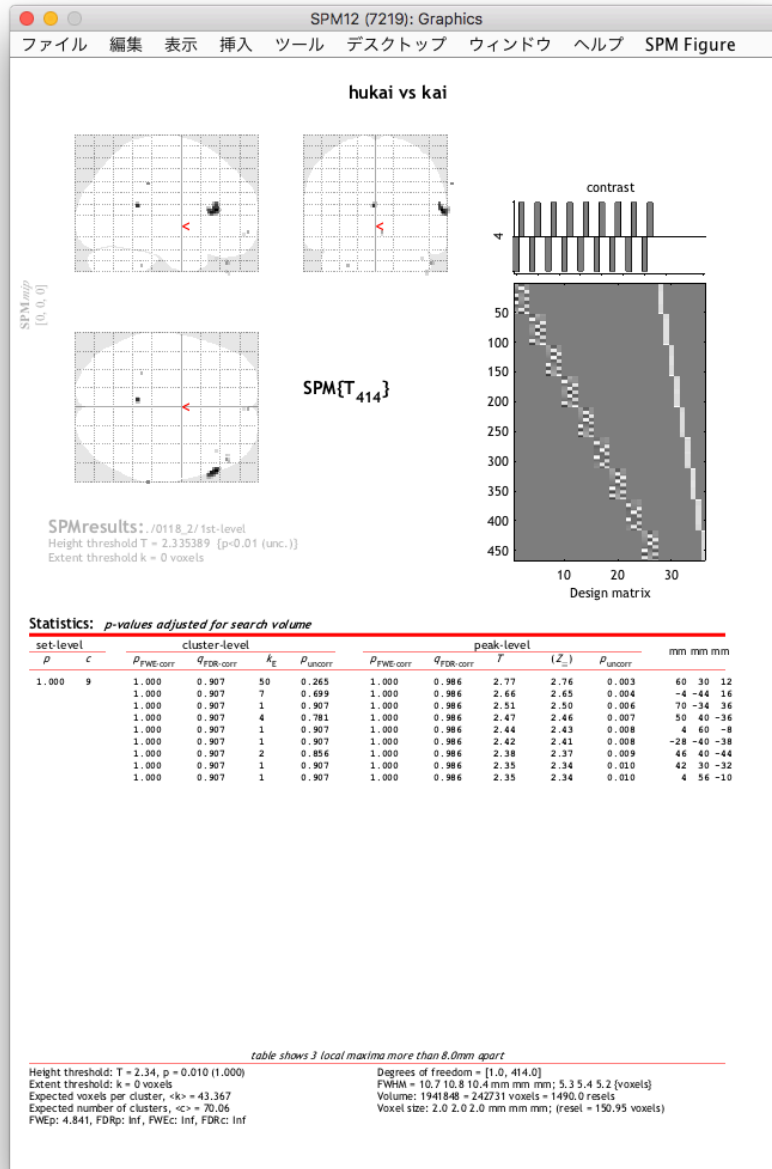 SPM12 (7219): Graphics
ファイル 編集 表示 挿入 ツール デスクトップ ウィンドウ ヘルプ SPM Figure
hukai vs kai
SPMmip
[0, 0, 0]
<
<
<
SPM{T414}
contrast
4
50
100
150
200
250
300
350
400
450
10 20 30
Design matrix
SPMresults: ./0118_2/1st-level
Height threshold T = 2.335389 {p<0.01 (unc.)}
Extent threshold k = 0 voxels
Statistics: p-values adjusted for search volume
set-level cluster-level peak-level mm mm mm
p c pFWE-corr qFDR-corr kE puncorr pFWE-corr qFDR-corr T (Z≡) puncorr
1.000 9 1.000 0.907 50 0.265 1.000 0.986 2.77 2.76 0.003 60 30 12
1.000 0.907 7 0.699 1.000 0.986 2.66 2.65 0.004 -4 -44 16
1.000 0.907 1 0.907 1.000 0.986 2.51 2.50 0.006 70 -34 36
1.000 0.907 4 0.781 1.000 0.986 2.47 2.46 0.007 50 40 -36
1.000 0.907 1 0.907 1.000 0.986 2.44 2.43 0.008 4 60 -8
1.000 0.907 1 0.907 1.000 0.986 2.42 2.41 0.008 -28 -40 -38
1.000 0.907 2 0.856 1.000 0.986 2.38 2.37 0.009 46 40 -44
1.000 0.907 1 0.907 1.000 0.986 2.35 2.34 0.010 42 30 -32
1.000 0.907 1 0.907 1.000 0.986 2.35 2.34 0.010 4 56 -10
table shows 3 local maxima more than 8.0mm apart
Height threshold: T = 2.34, p = 0.010 (1.000)
Extent threshold: k = 0 voxels
Expected voxels per cluster, <k> = 43.367
Expected number of clusters, <c> = 70.06
FWEp: 4.841, FDRp: Inf, FWEc: Inf, FDRc: Inf
Degrees of freedom = [1.0, 414.0]
FWHM = 10.7 10.8 10.4 mm mm mm; 5.3 5.4 5.2 {voxels}
Volume: 1941848 = 242731 voxels = 1490.0 resels
Voxel size: 2.0 2.0 2.0 mm mm mm; (resel = 150.95 voxels)